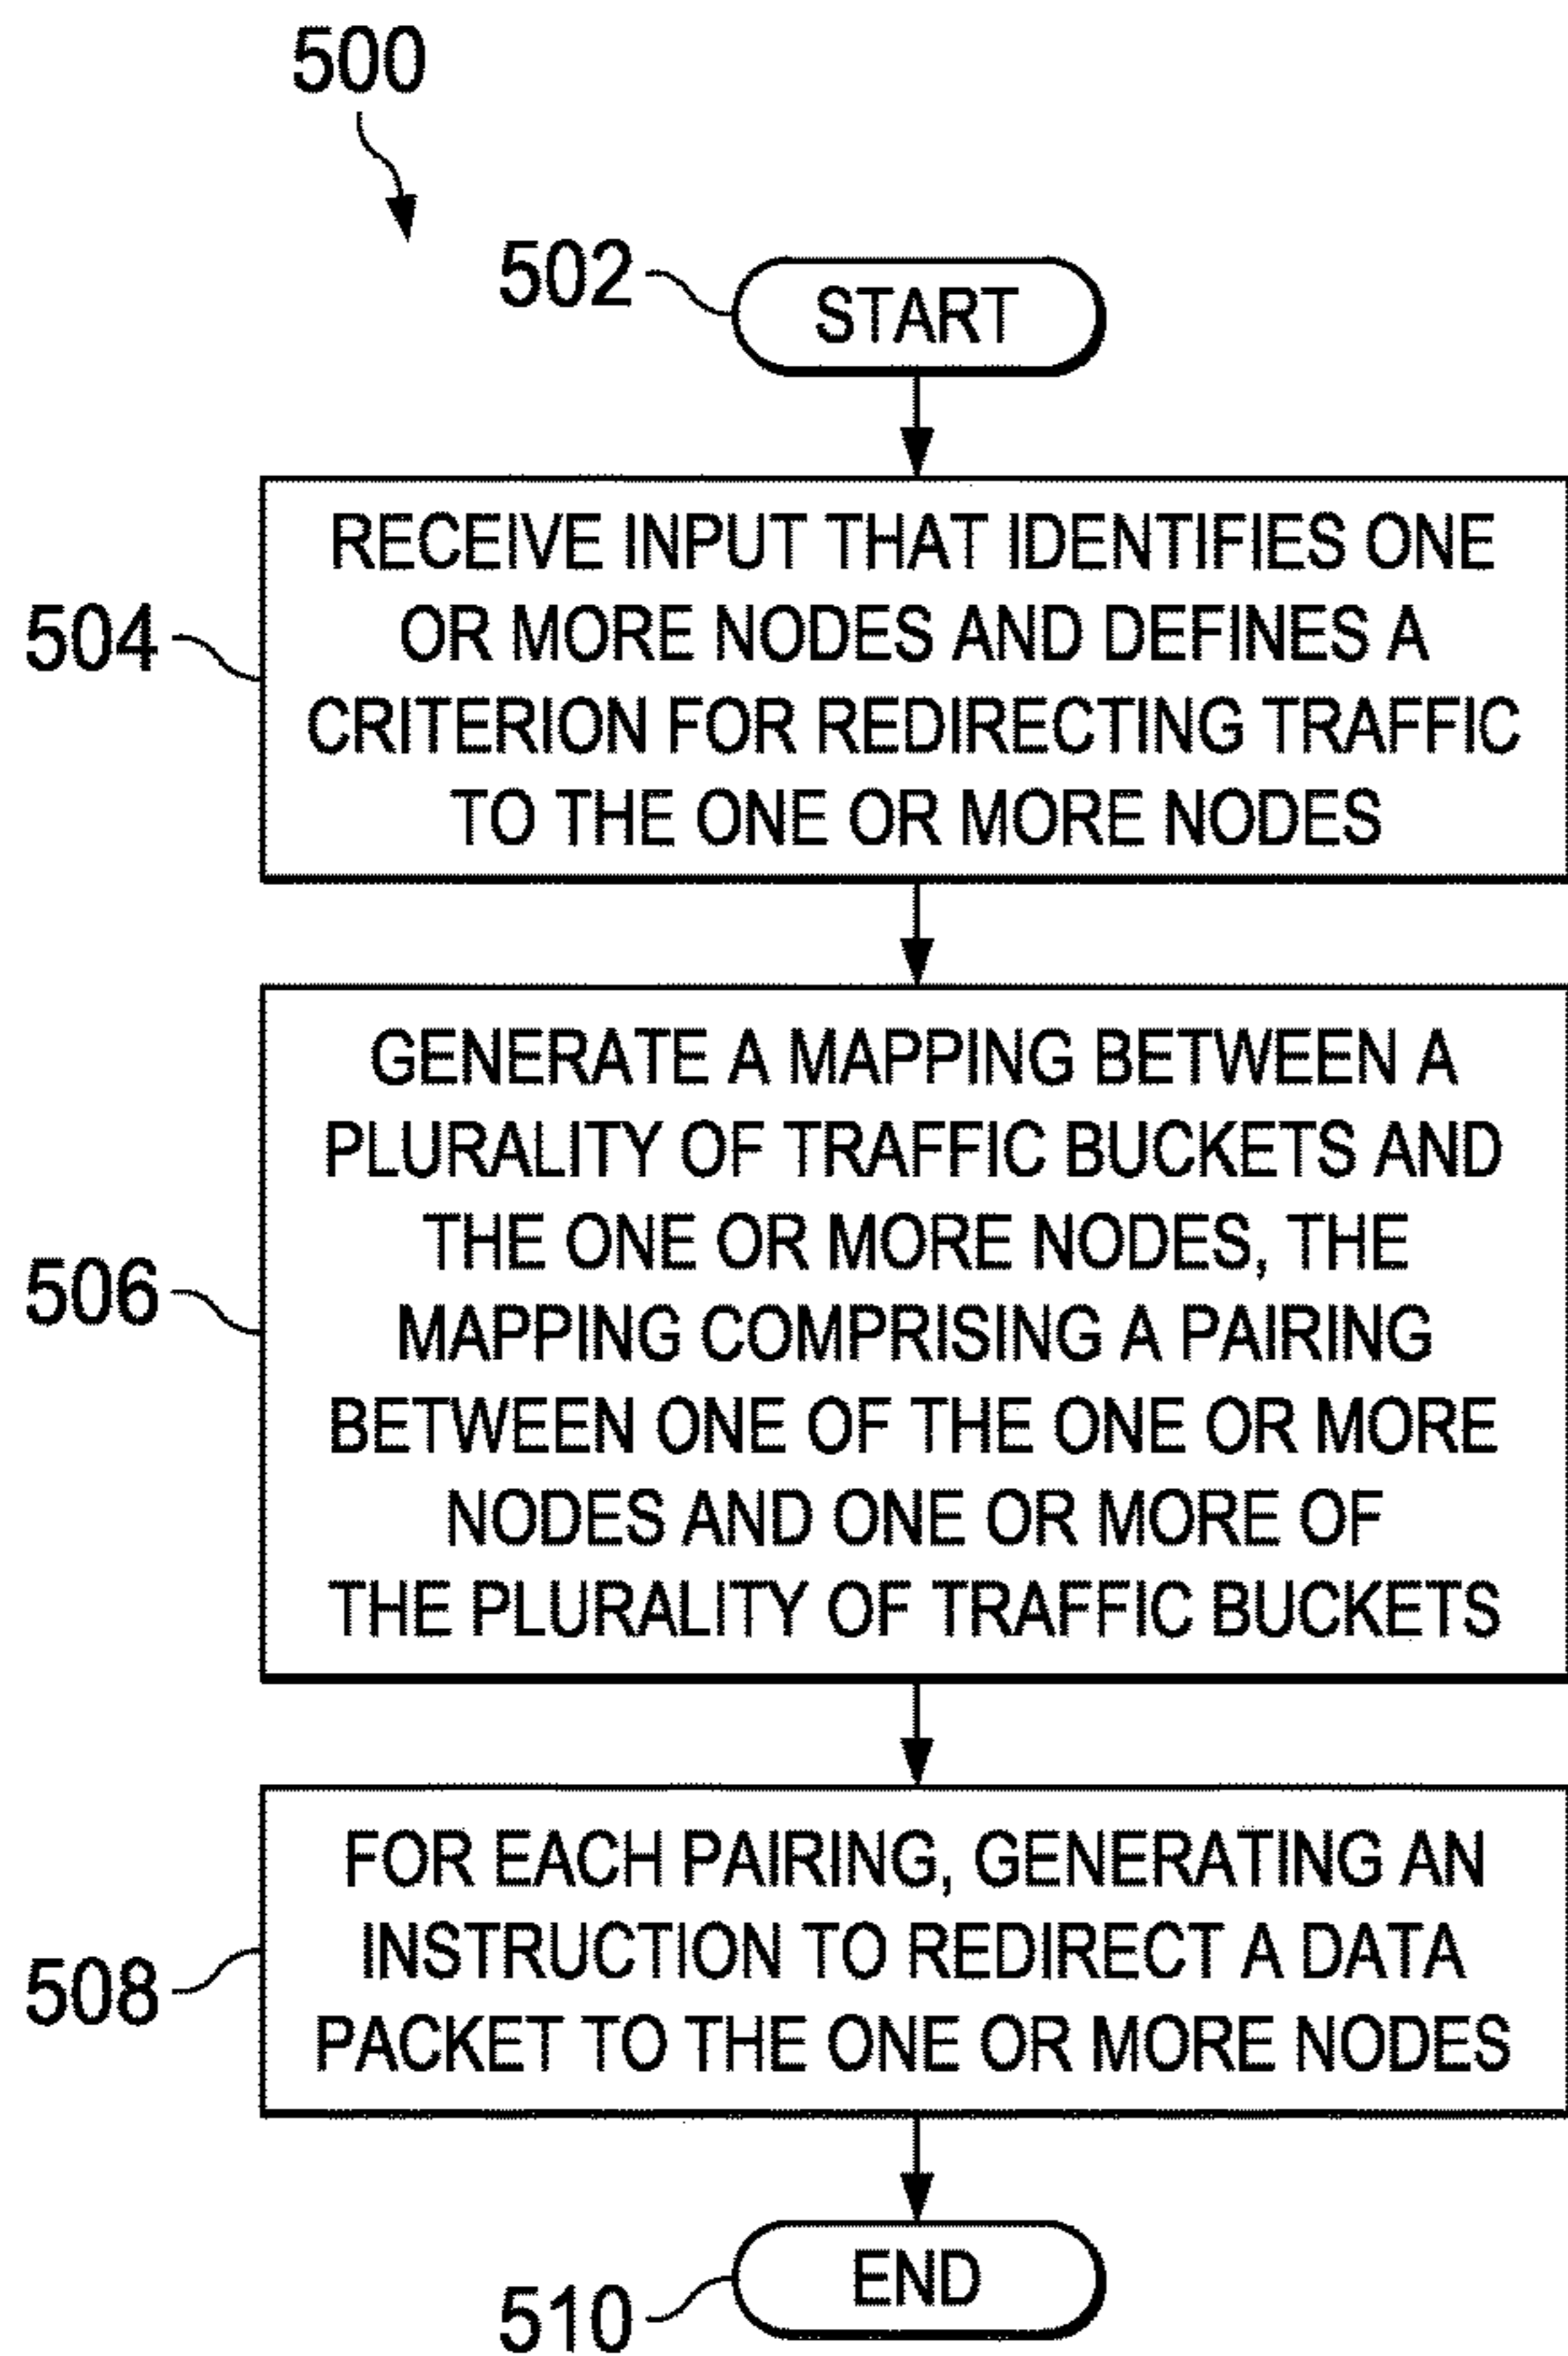 500
502
START
504
RECEIVE INPUT THAT IDENTIFIES ONE
OR MORE NODES AND DEFINES A
CRITERION FOR REDIRECTING TRAFFIC
TO THE ONE OR MORE NODES
506
GENERATE A MAPPING BETWEEN A
PLURALITY OF TRAFFIC BUCKETS AND
THE ONE OR MORE NODES, THE
MAPPING COMPRISING A PAIRING
BETWEEN ONE OF THE ONE OR MORE
NODES AND ONE OR MORE OF
THE PLURALITY OF TRAFFIC BUCKETS
508
FOR EACH PAIRING, GENERATING AN
INSTRUCTION TO REDIRECT A DATA
PACKET TO THE ONE OR MORE NODES
510
END